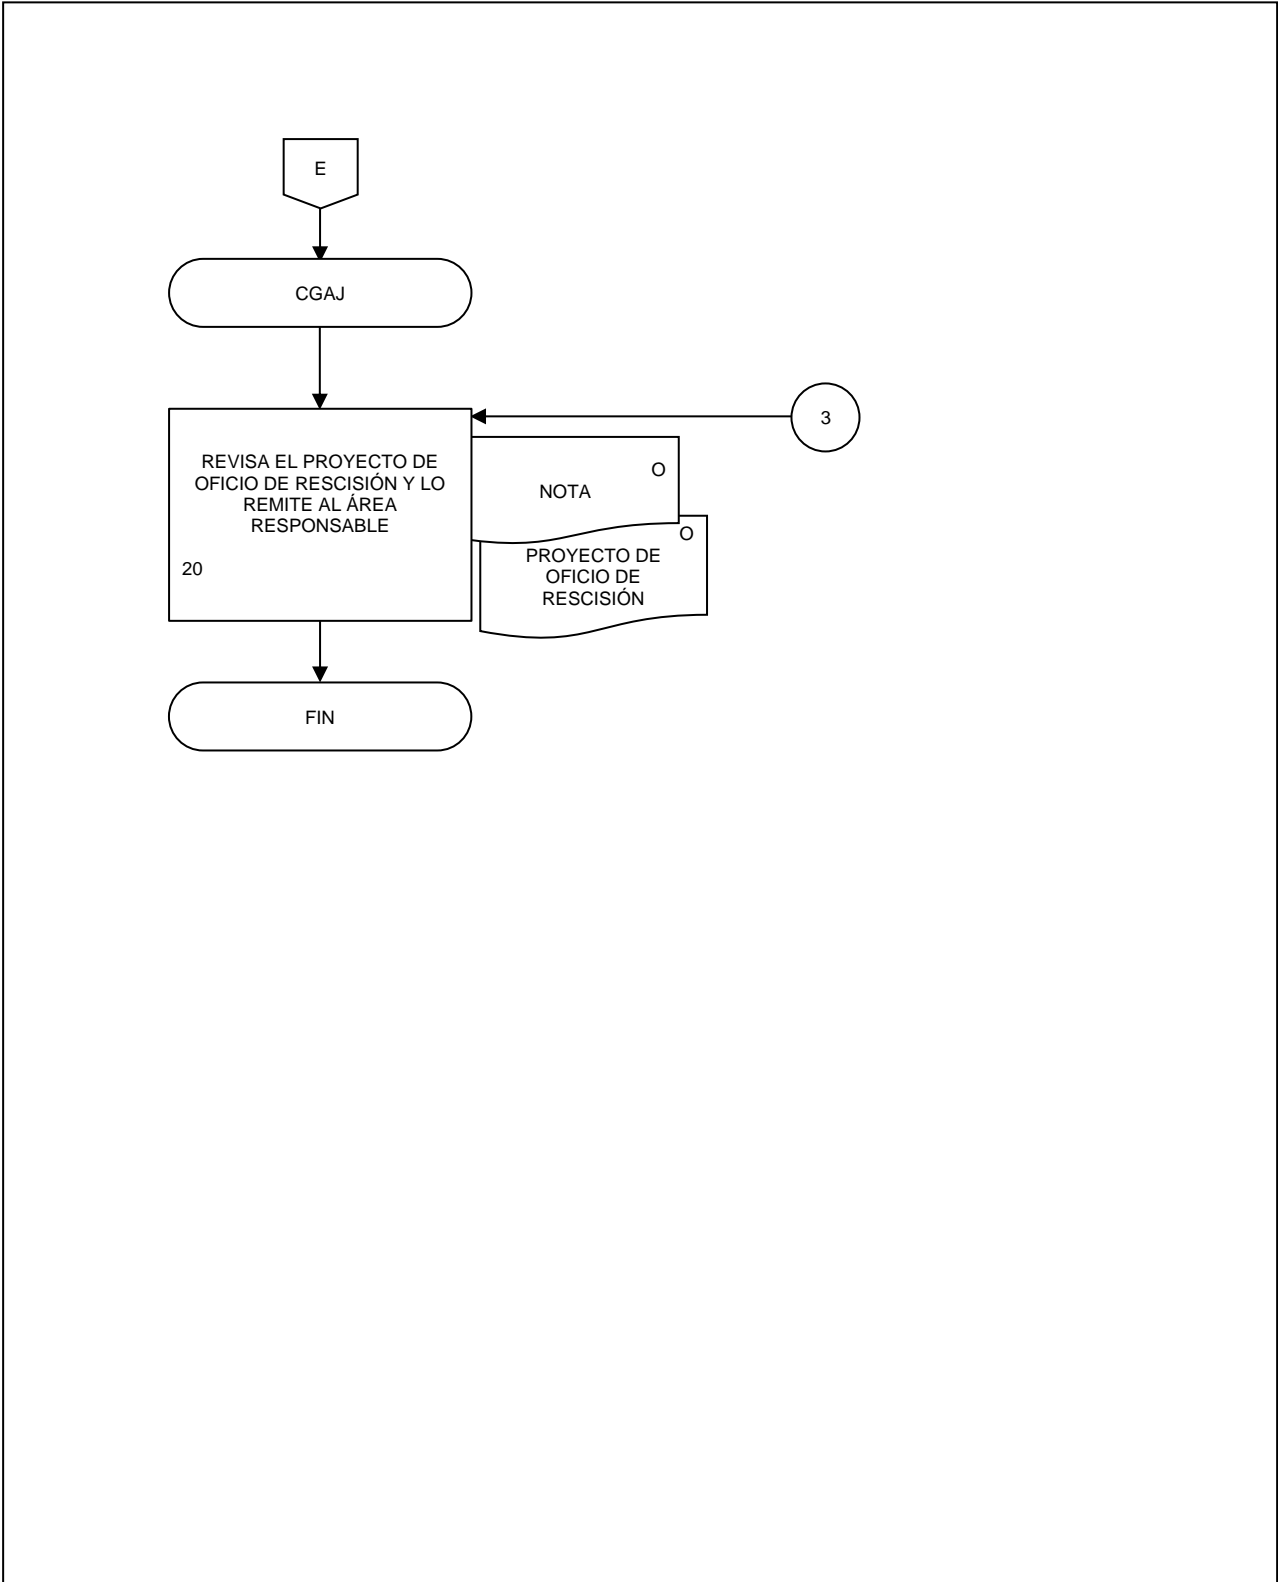 E
CGAJ
3
REVISA EL PROYECTO DE
OFICIO DE RESCISIÓN Y LO
REMITE AL ÁREA
RESPONSABLE
20
O
NOTA
O
PROYECTO DE
OFICIO DE
RESCISIÓN
FIN